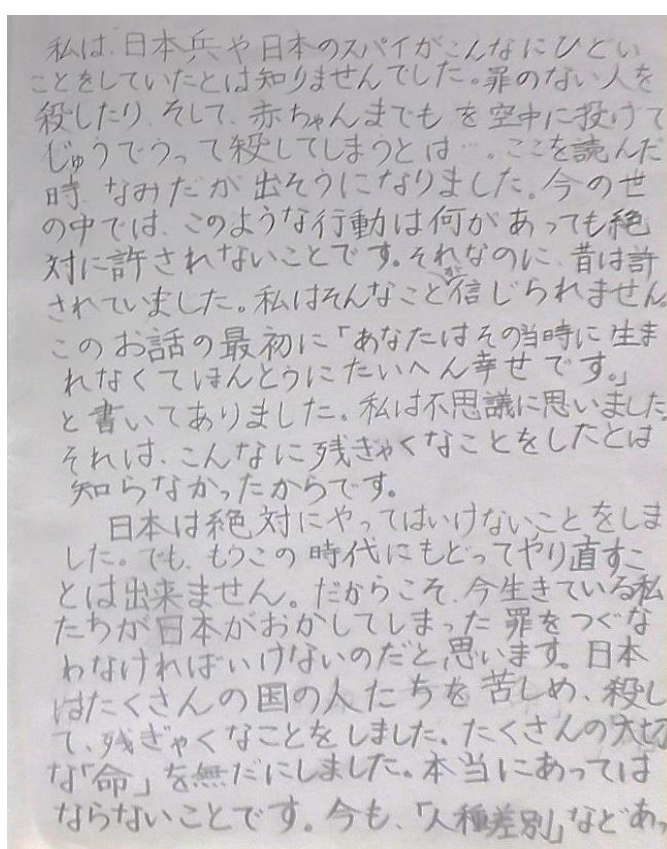 私は、日本兵や日本のスパイがこんなにひどい
ことをしていたとは知りませんでした。罪のない人を
殺したり、そして、赤ちゃんまでもを空中に投げて
じゅうでうって殺してしまうとは…。ここを読んだ
時、なみだが出そうになりました。今の世
の中では、このような行動は何があっても絶
対に許されないことです。それなのに、昔は許
されていました。私はそんなこと信じられません。
このお話の最初に「あなたはその当時に生ま
れなくてほんとうにたいへん幸せです。」
と書いてありました。私は不思議に思いました。
それは、こんなに残ぎゃくなことをしたとは
知らなかったからです。
日本は絶対にやってはいけないことをしま
した。でも、もうこの時代にもどってやり直すこ
とは出来ません。だからこそ、今生きている私
たちが日本がおかしてしまった罪をつぐな
わなければいけないのだと思います。日本
はたくさんの国の人たちを苦しめ、殺し
て、残ぎゃくなことをしました。たくさんの大切
な「命」を無だにしました。本当にあっては
ならないことです。今も、「人種差別」などあっ